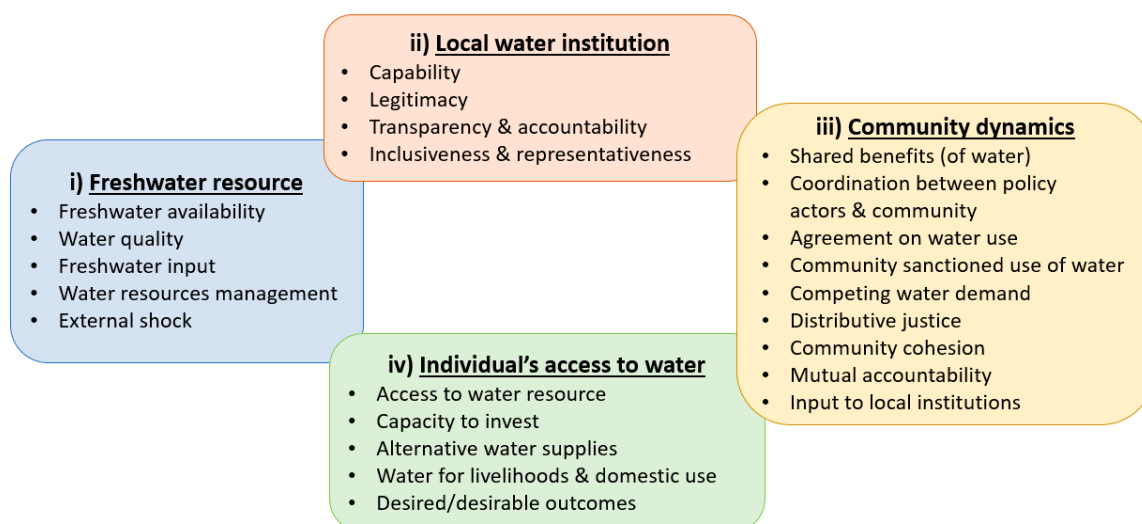 ii) Local water institution
• Capability
• Legitimacy
• Transparency & accountability
• Inclusiveness & representativeness
i) Freshwater resource
• Freshwater availability
• Water quality
• Freshwater input
• Water resources management
• External shock
iii) Community dynamics
• Shared benefits (of water)
• Coordination between policy
actors & community
• Agreement on water use
• Community sanctioned use of water
• Competing water demand
• Distributive justice
• Community cohesion
• Mutual accountability
• Input to local institutions
iv) Individual’s access to water
• Access to water resource
• Capacity to invest
• Alternative water supplies
• Water for livelihoods & domestic use
• Desired/desirable outcomes